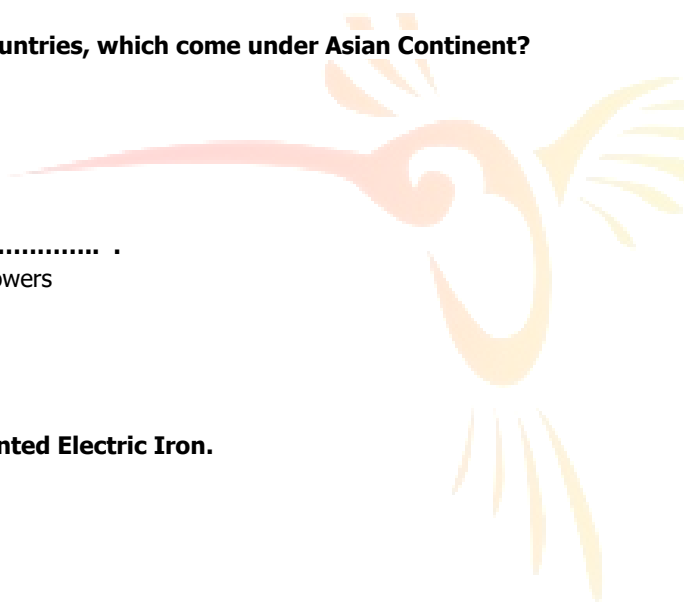 untries, which come under Asian Continent?
………….. .
owers
nted Electric Iron.